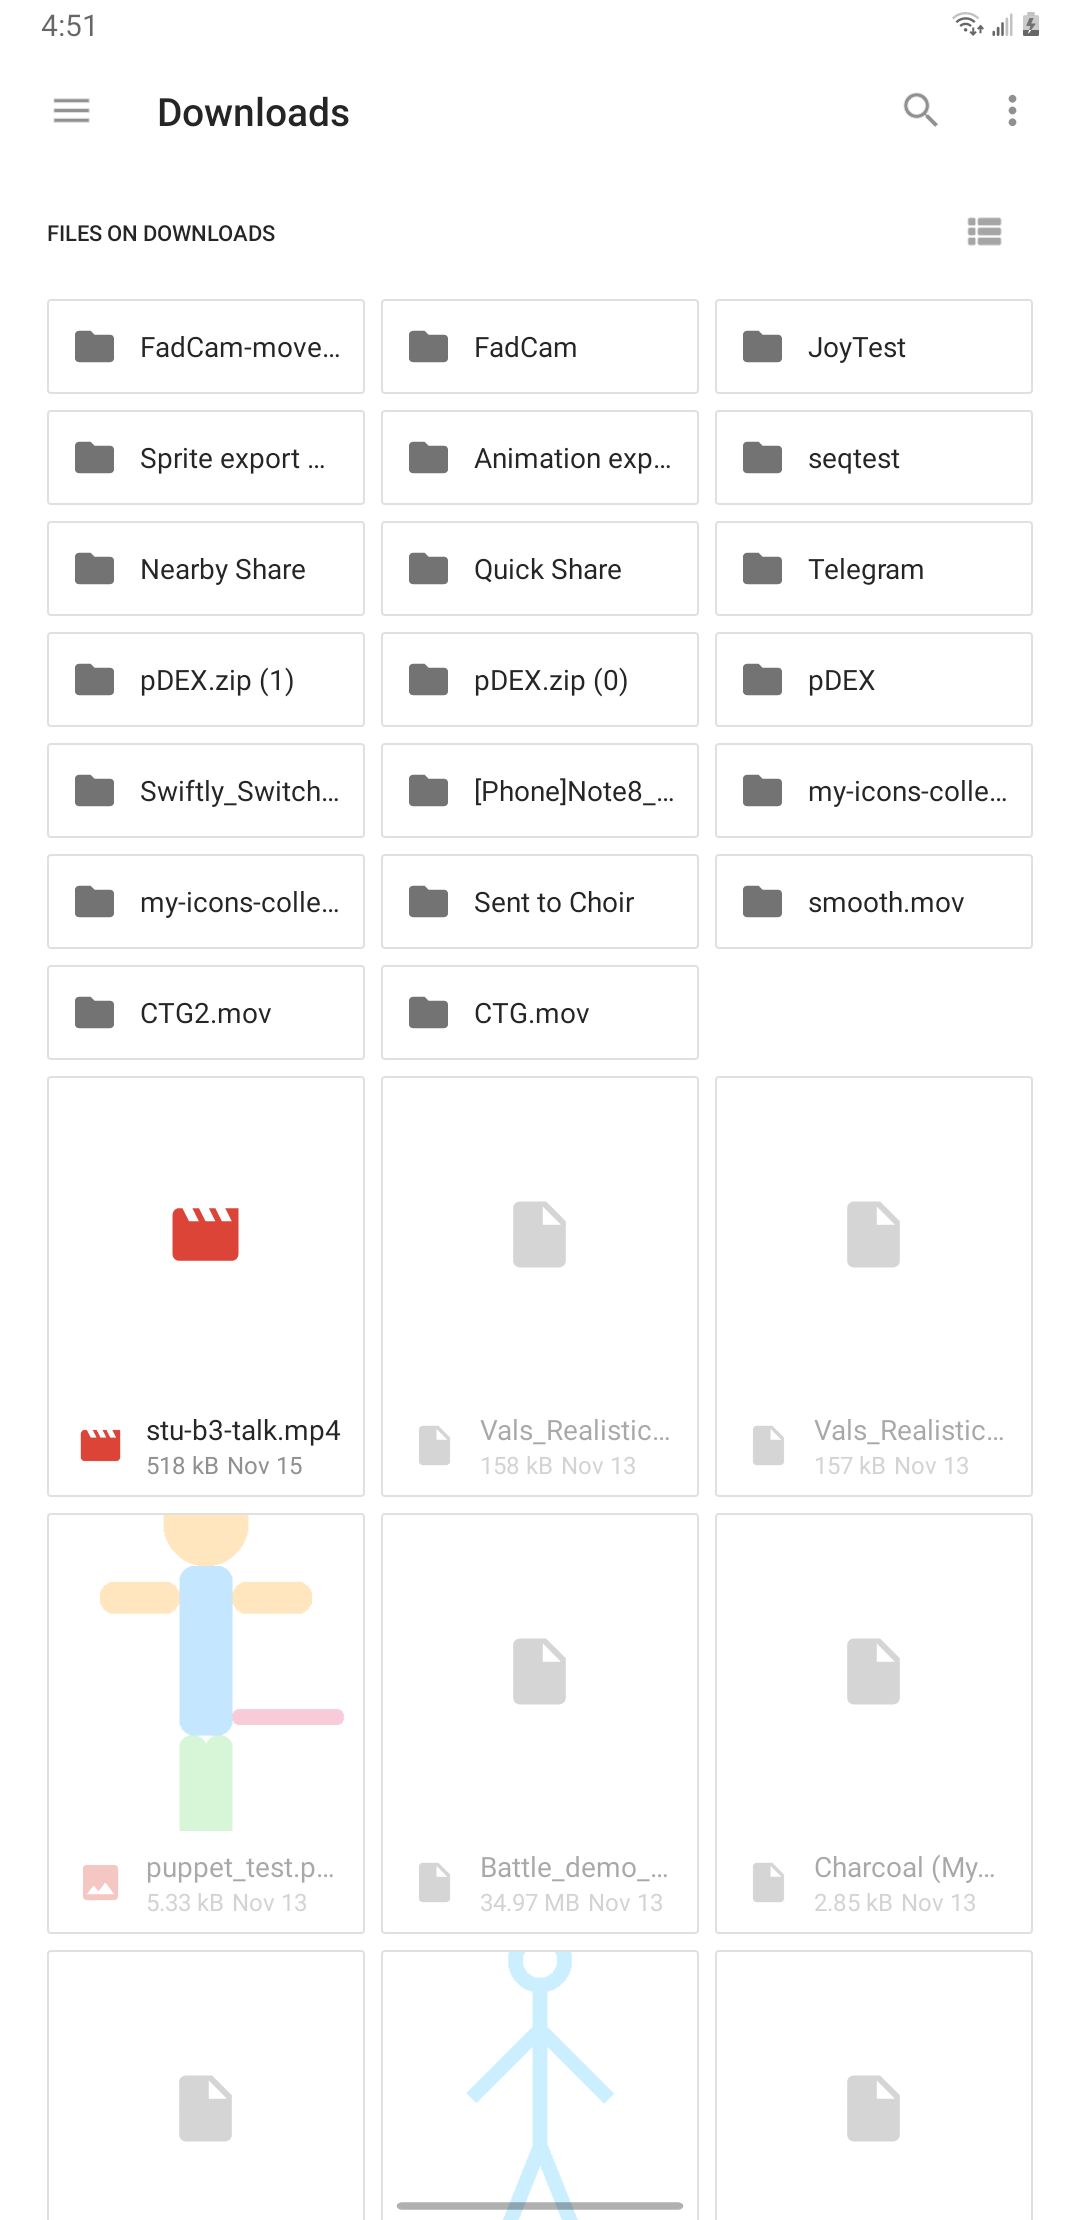 4:51
Downloads
FILES ON DOWNLOADS
FadCam-move...
FadCam
JoyTest
Sprite export ...
Animation exp...
seqtest
Nearby Share
Quick Share
Telegram
pDEX.zip (1)
pDEX.zip (0)
pDEX
Swiftly_Switch...
[Phone]Note8_...
my-icons-colle...
my-icons-colle...
Sent to Choir
smooth.mov
CTG2.mov
CTG.mov
stu-b3-talk.mp4
518 kB Nov 15
Vals_Realistic...
158 kB Nov 13
Vals_Realistic...
157 kB Nov 13
puppet_test.p...
5.33 kB Nov 13
Battle_demo_...
34.97 MB Nov 13
Charcoal (My...
2.85 kB Nov 13